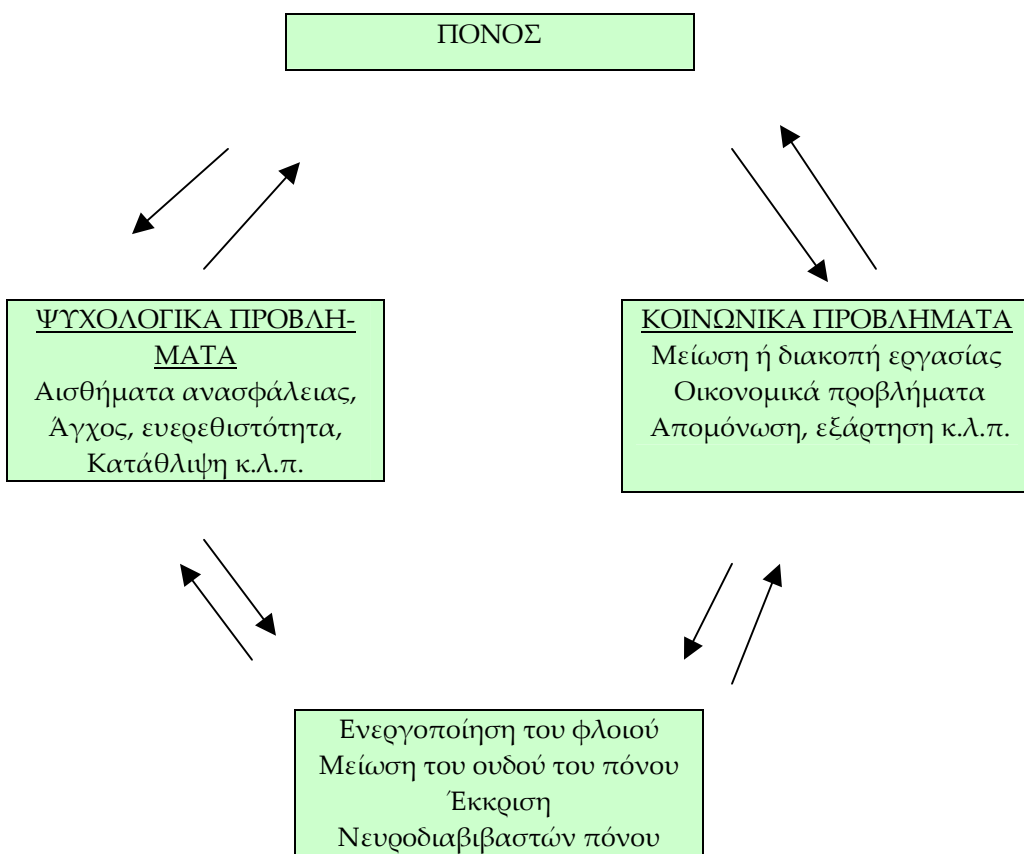 ΠΟΝΟΣ
ΨΥΧΟΛΟΓΙΚΑ ΠΡΟΒΛΗ-
ΜΑΤΑ
Αισθήματα ανασφάλειας,
Άγχος, ευερεθιστότητα,
Κατάθλιψη κ.λ.π.
ΚΟΙΝΩΝΙΚΑ ΠΡΟΒΛΗΜΑΤΑ
Μείωση ή διακοπή εργασίας
Οικονομικά προβλήματα
Απομόνωση, εξάρτηση κ.λ.π.
Ενεργοποίηση του φλοιού
Μείωση του ουδού του πόνου
Έκκριση
Νευροδιαβιβαστών πόνου